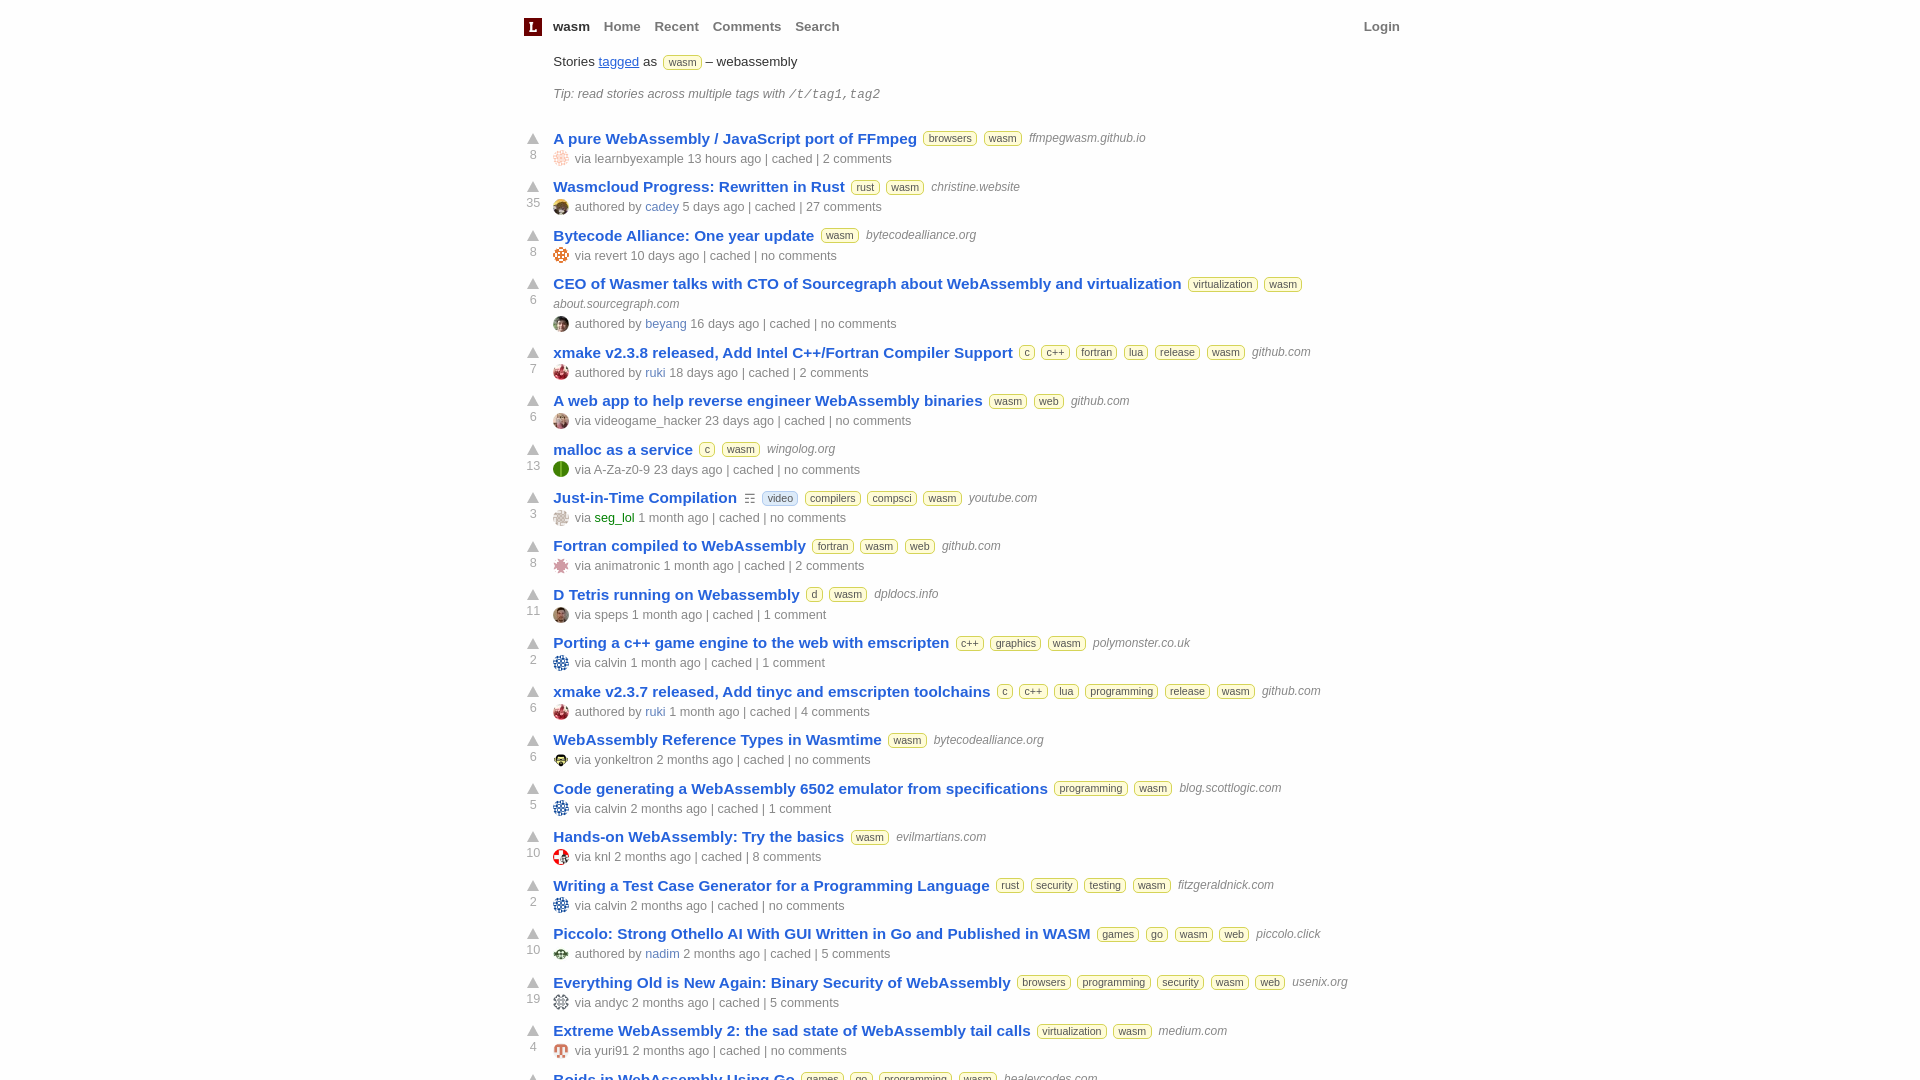 L wasm Home Recent Comments Search Login
Stories tagged as wasm – webassembly
Tip: read stories across multiple tags with /t/tag1,tag2
A pure WebAssembly / JavaScript port of FFmpeg browsers wasm ffmpegwasm.github.io
8 via learnbyexample 13 hours ago | cached | 2 comments
Wasmcloud Progress: Rewritten in Rust rust wasm christine.website
35 authored by cadey 5 days ago | cached | 27 comments
Bytecode Alliance: One year update wasm bytecodealliance.org
8 via revert 10 days ago | cached | no comments
CEO of Wasmer talks with CTO of Sourcegraph about WebAssembly and virtualization virtualization wasm
6 about.sourcegraph.com
authored by beyang 16 days ago | cached | no comments
xmake v2.3.8 released, Add Intel C++/Fortran Compiler Support c c++ fortran lua release wasm github.com
7 authored by ruki 18 days ago | cached | 2 comments
A web app to help reverse engineer WebAssembly binaries wasm web github.com
6 via videogame_hacker 23 days ago | cached | no comments
malloc as a service c wasm wingolog.org
13 via A-Za-z0-9 23 days ago | cached | no comments
Just-in-Time Compilation ☶ video compilers compsci wasm youtube.com
3 via seg_lol 1 month ago | cached | no comments
Fortran compiled to WebAssembly fortran wasm web github.com
8 via animatronic 1 month ago | cached | 2 comments
D Tetris running on Webassembly d wasm dpldocs.info
11 via speps 1 month ago | cached | 1 comment
Porting a c++ game engine to the web with emscripten c++ graphics wasm polymonster.co.uk
2 via calvin 1 month ago | cached | 1 comment
xmake v2.3.7 released, Add tinyc and emscripten toolchains c c++ lua programming release wasm github.com
6 authored by ruki 1 month ago | cached | 4 comments
WebAssembly Reference Types in Wasmtime wasm bytecodealliance.org
6 via yonkeltron 2 months ago | cached | no comments
Code generating a WebAssembly 6502 emulator from specifications programming wasm blog.scottlogic.com
5 via calvin 2 months ago | cached | 1 comment
Hands-on WebAssembly: Try the basics wasm evilmartians.com
10 via knl 2 months ago | cached | 8 comments
Writing a Test Case Generator for a Programming Language rust security testing wasm fitzgeraldnick.com
2 via calvin 2 months ago | cached | no comments
Piccolo: Strong Othello AI With GUI Written in Go and Published in WASM games go wasm web piccolo.click
10 authored by nadim 2 months ago | cached | 5 comments
Everything Old is New Again: Binary Security of WebAssembly browsers programming security wasm web usenix.org
19 via andyc 2 months ago | cached | 5 comments
Extreme WebAssembly 2: the sad state of WebAssembly tail calls virtualization wasm medium.com
4 via yuri91 2 months ago | cached | no comments
Boids in WebAssembly Using Go games go programming wasm healeycodes.com